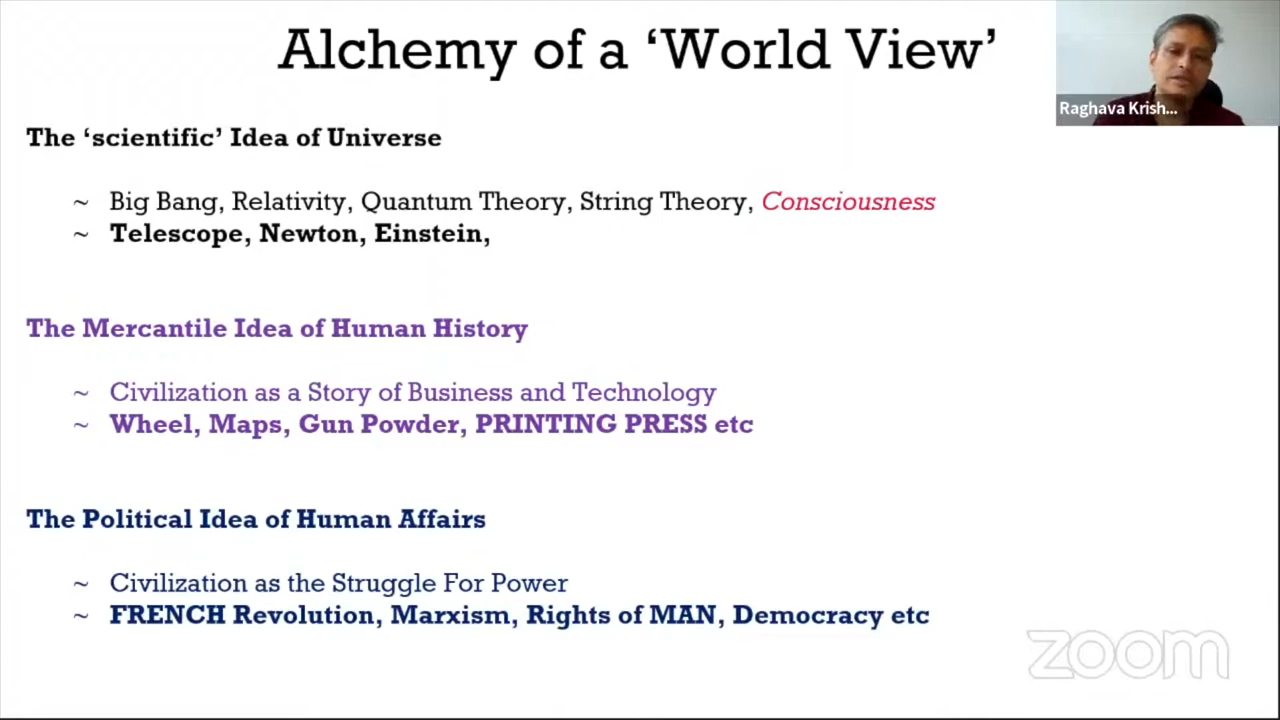 Alchemy of a ‘World View’
Raghava Krish...
The ‘scientific’ Idea of Universe
~ Big Bang, Relativity, Quantum Theory, String Theory, Consciousness
~ Telescope, Newton, Einstein,
The Mercantile Idea of Human History
~ Civilization as a Story of Business and Technology
~ Wheel, Maps, Gun Powder, PRINTING PRESS etc
The Political Idea of Human Affairs
~ Civilization as the Struggle For Power
~ FRENCH Revolution, Marxism, Rights of MAN, Democracy etc
zoom